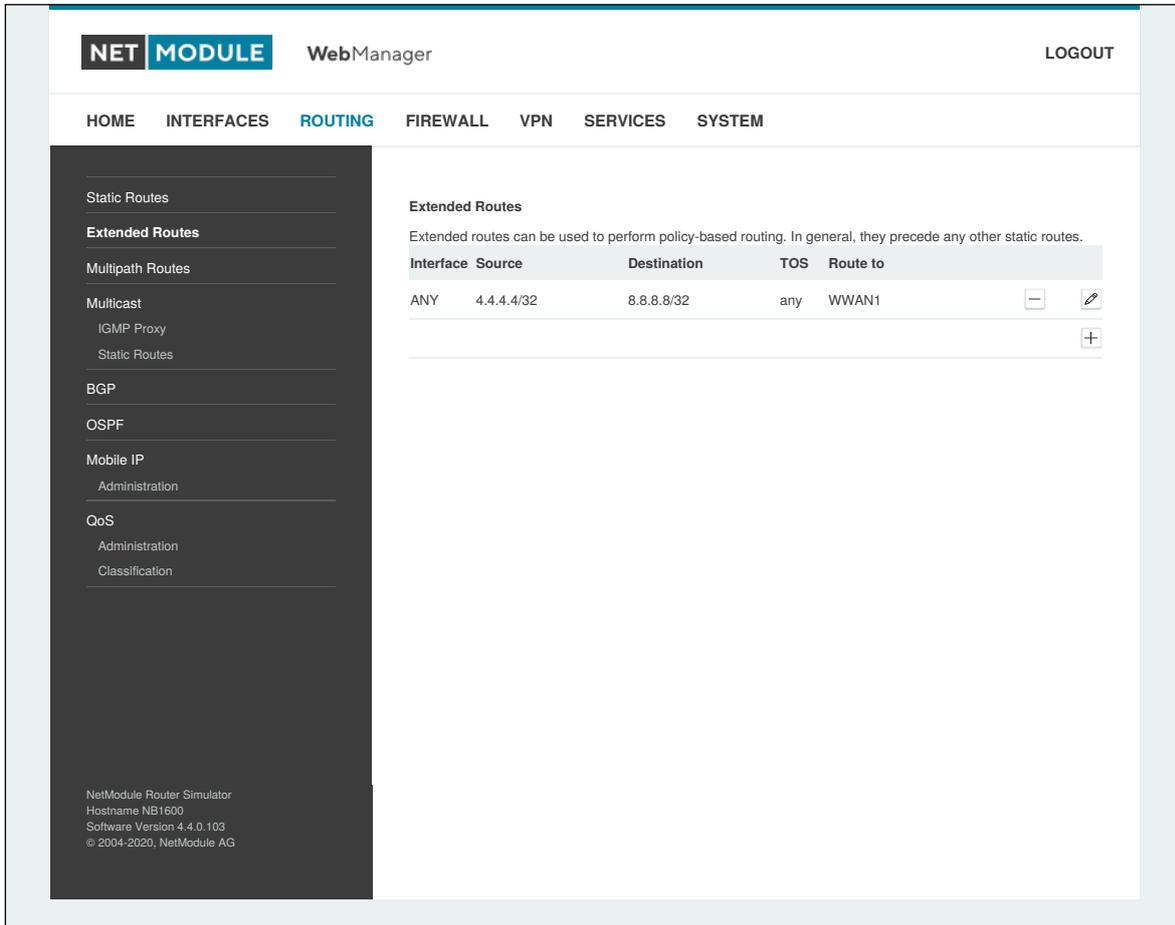 NET MODULE WebManager LOGOUT
HOME INTERFACES ROUTING FIREWALL VPN SERVICES SYSTEM
Static Routes
Extended Routes
Multipath Routes
Multicast
IGMP Proxy
Static Routes
BGP
OSPF
Mobile IP
Administration
QoS
Administration
Classification
NetModule Router Simulator
Hostname NB1600
Software Version 4.4.0.103
© 2004-2020, NetModule AG
Extended Routes
Extended routes can be used to perform policy-based routing. In general, they precede any other static routes.
Interface Source Destination TOS Route to
ANY 4.4.4.4/32 8.8.8.8/32 any WWAN1